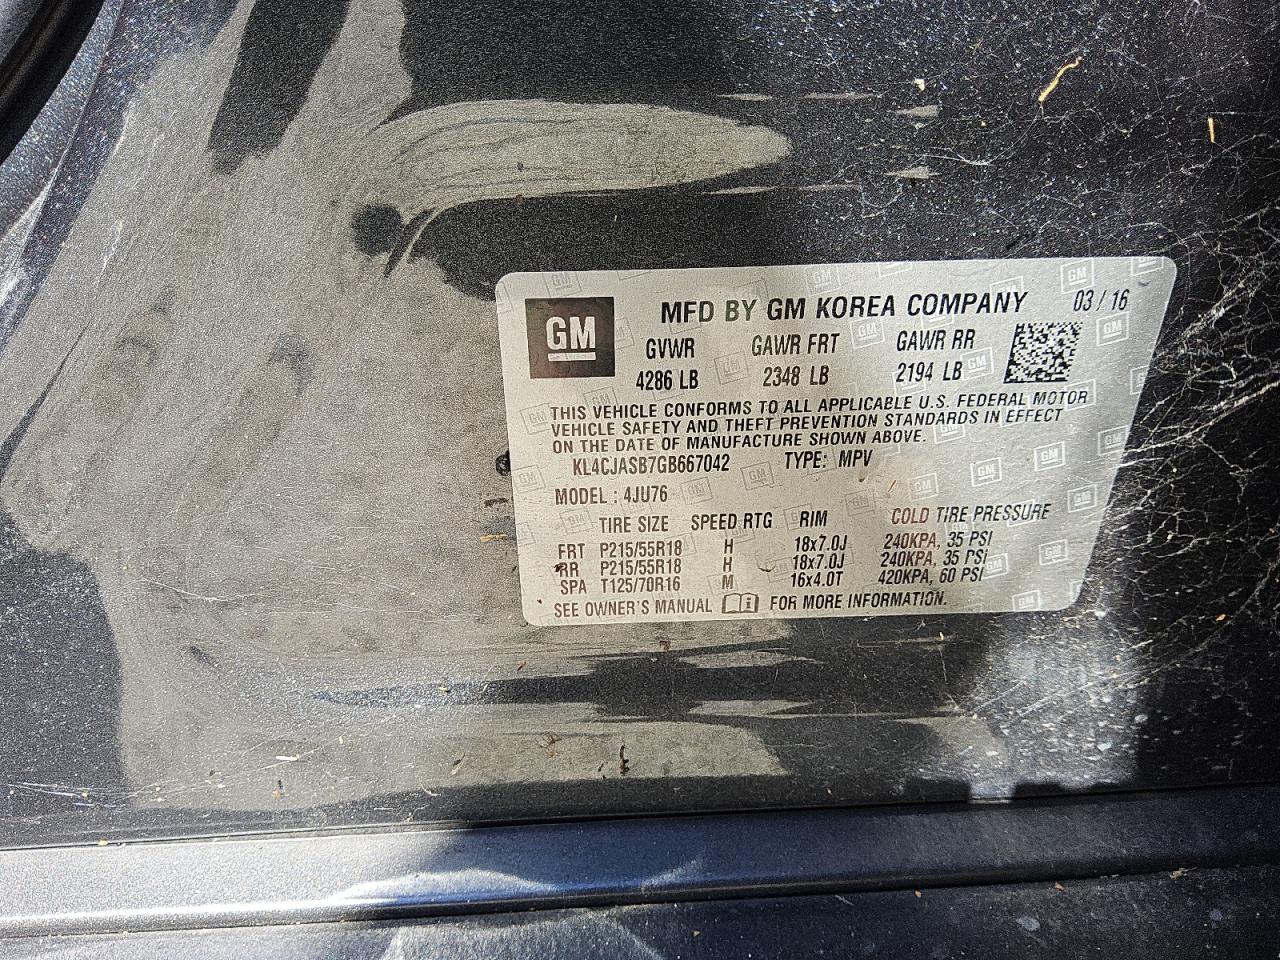 GM
MFD BY GM KOREA COMPANY 03 / 16
GVWR GAWR FRT GAWR RR
4286 LB 2348 LB 2194 LB
THIS VEHICLE CONFORMS TO ALL APPLICABLE U.S. FEDERAL MOTOR
VEHICLE SAFETY AND THEFT PREVENTION STANDARDS IN EFFECT
ON THE DATE OF MANUFACTURE SHOWN ABOVE.
KL4CJASB7GB667042 TYPE: MPV
MODEL : 4JU76
TIRE SIZE SPEED RTG RIM COLD TIRE PRESSURE
FRT P215/55R18 H 18x7.0J 240KPA, 35 PSI
RR P215/55R18 H 18x7.0J 240KPA, 35 PSI
SPA T125/70R16 M 16x4.0T 420KPA, 60 PSI
SEE OWNER'S MANUAL FOR MORE INFORMATION.